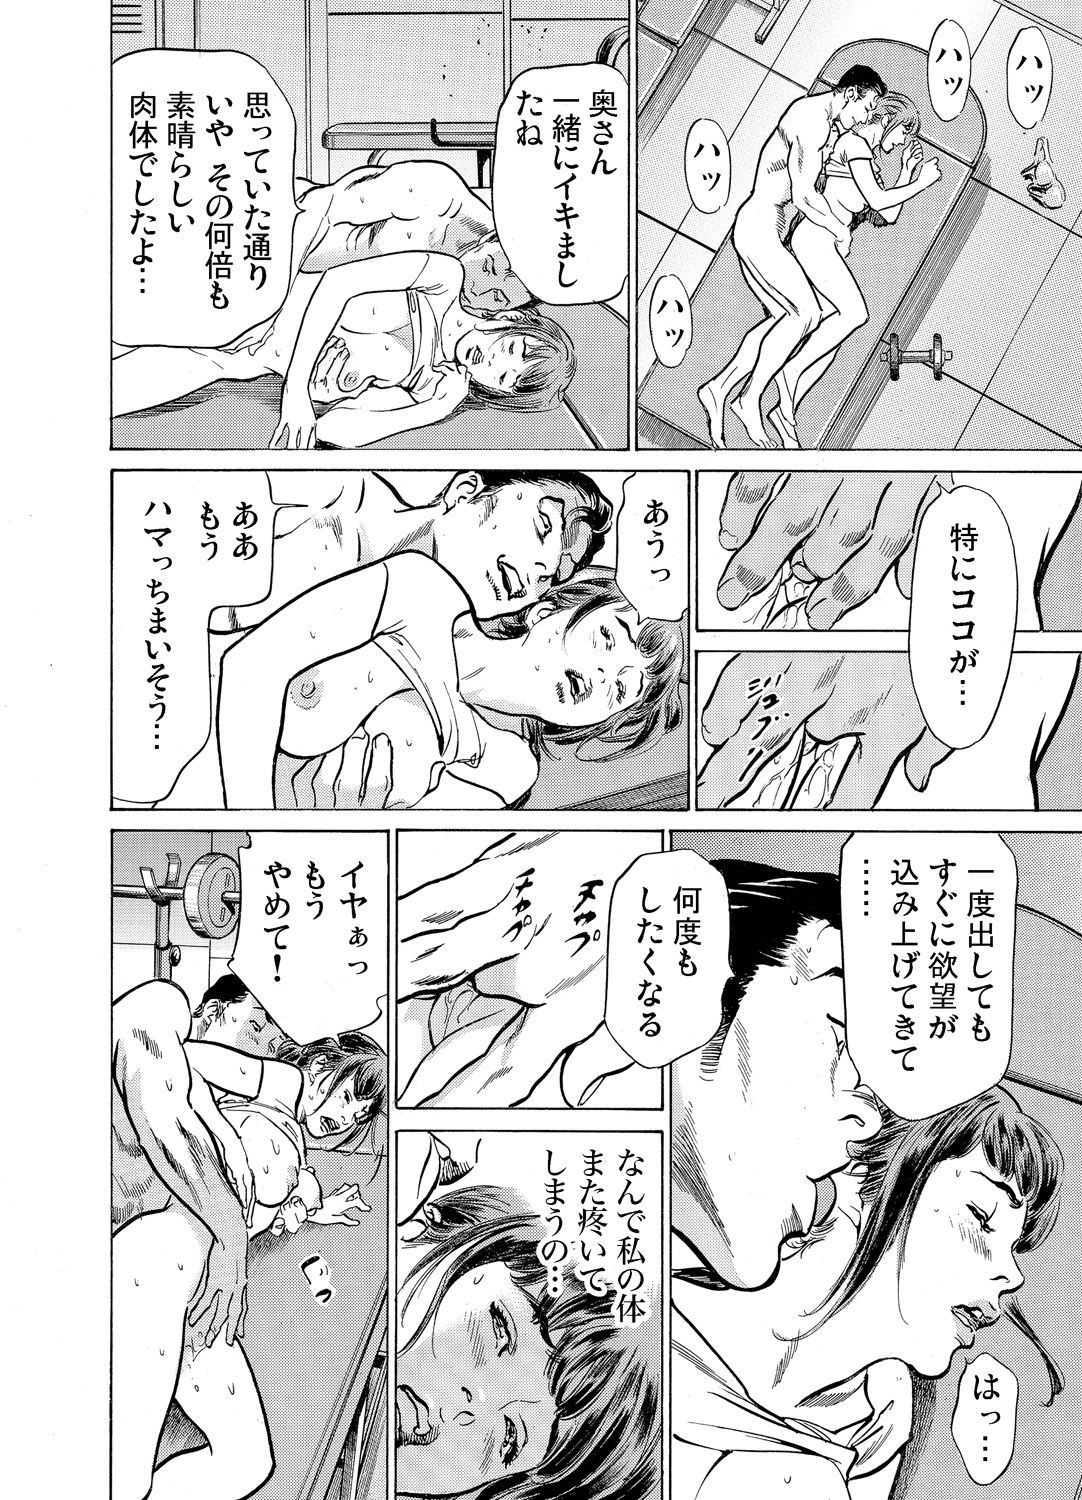 ハッ
ハッ
ハッ
ハッ
奥さん
一緒にイキまし
たね
思っていた通り
いや その何倍も
素晴らしい
肉体でしたよ…
特にココが…
ジュブ
あうっ
ああ
もう
ハマっちまいそう…
一度出しても
すぐに欲望が
込み上げてきて
……
はっ…
何度も
したくなる
チャプ
チャプ
なんで私の体
また疼いて
しまうの…
イヤぁっ
もう
やめて!